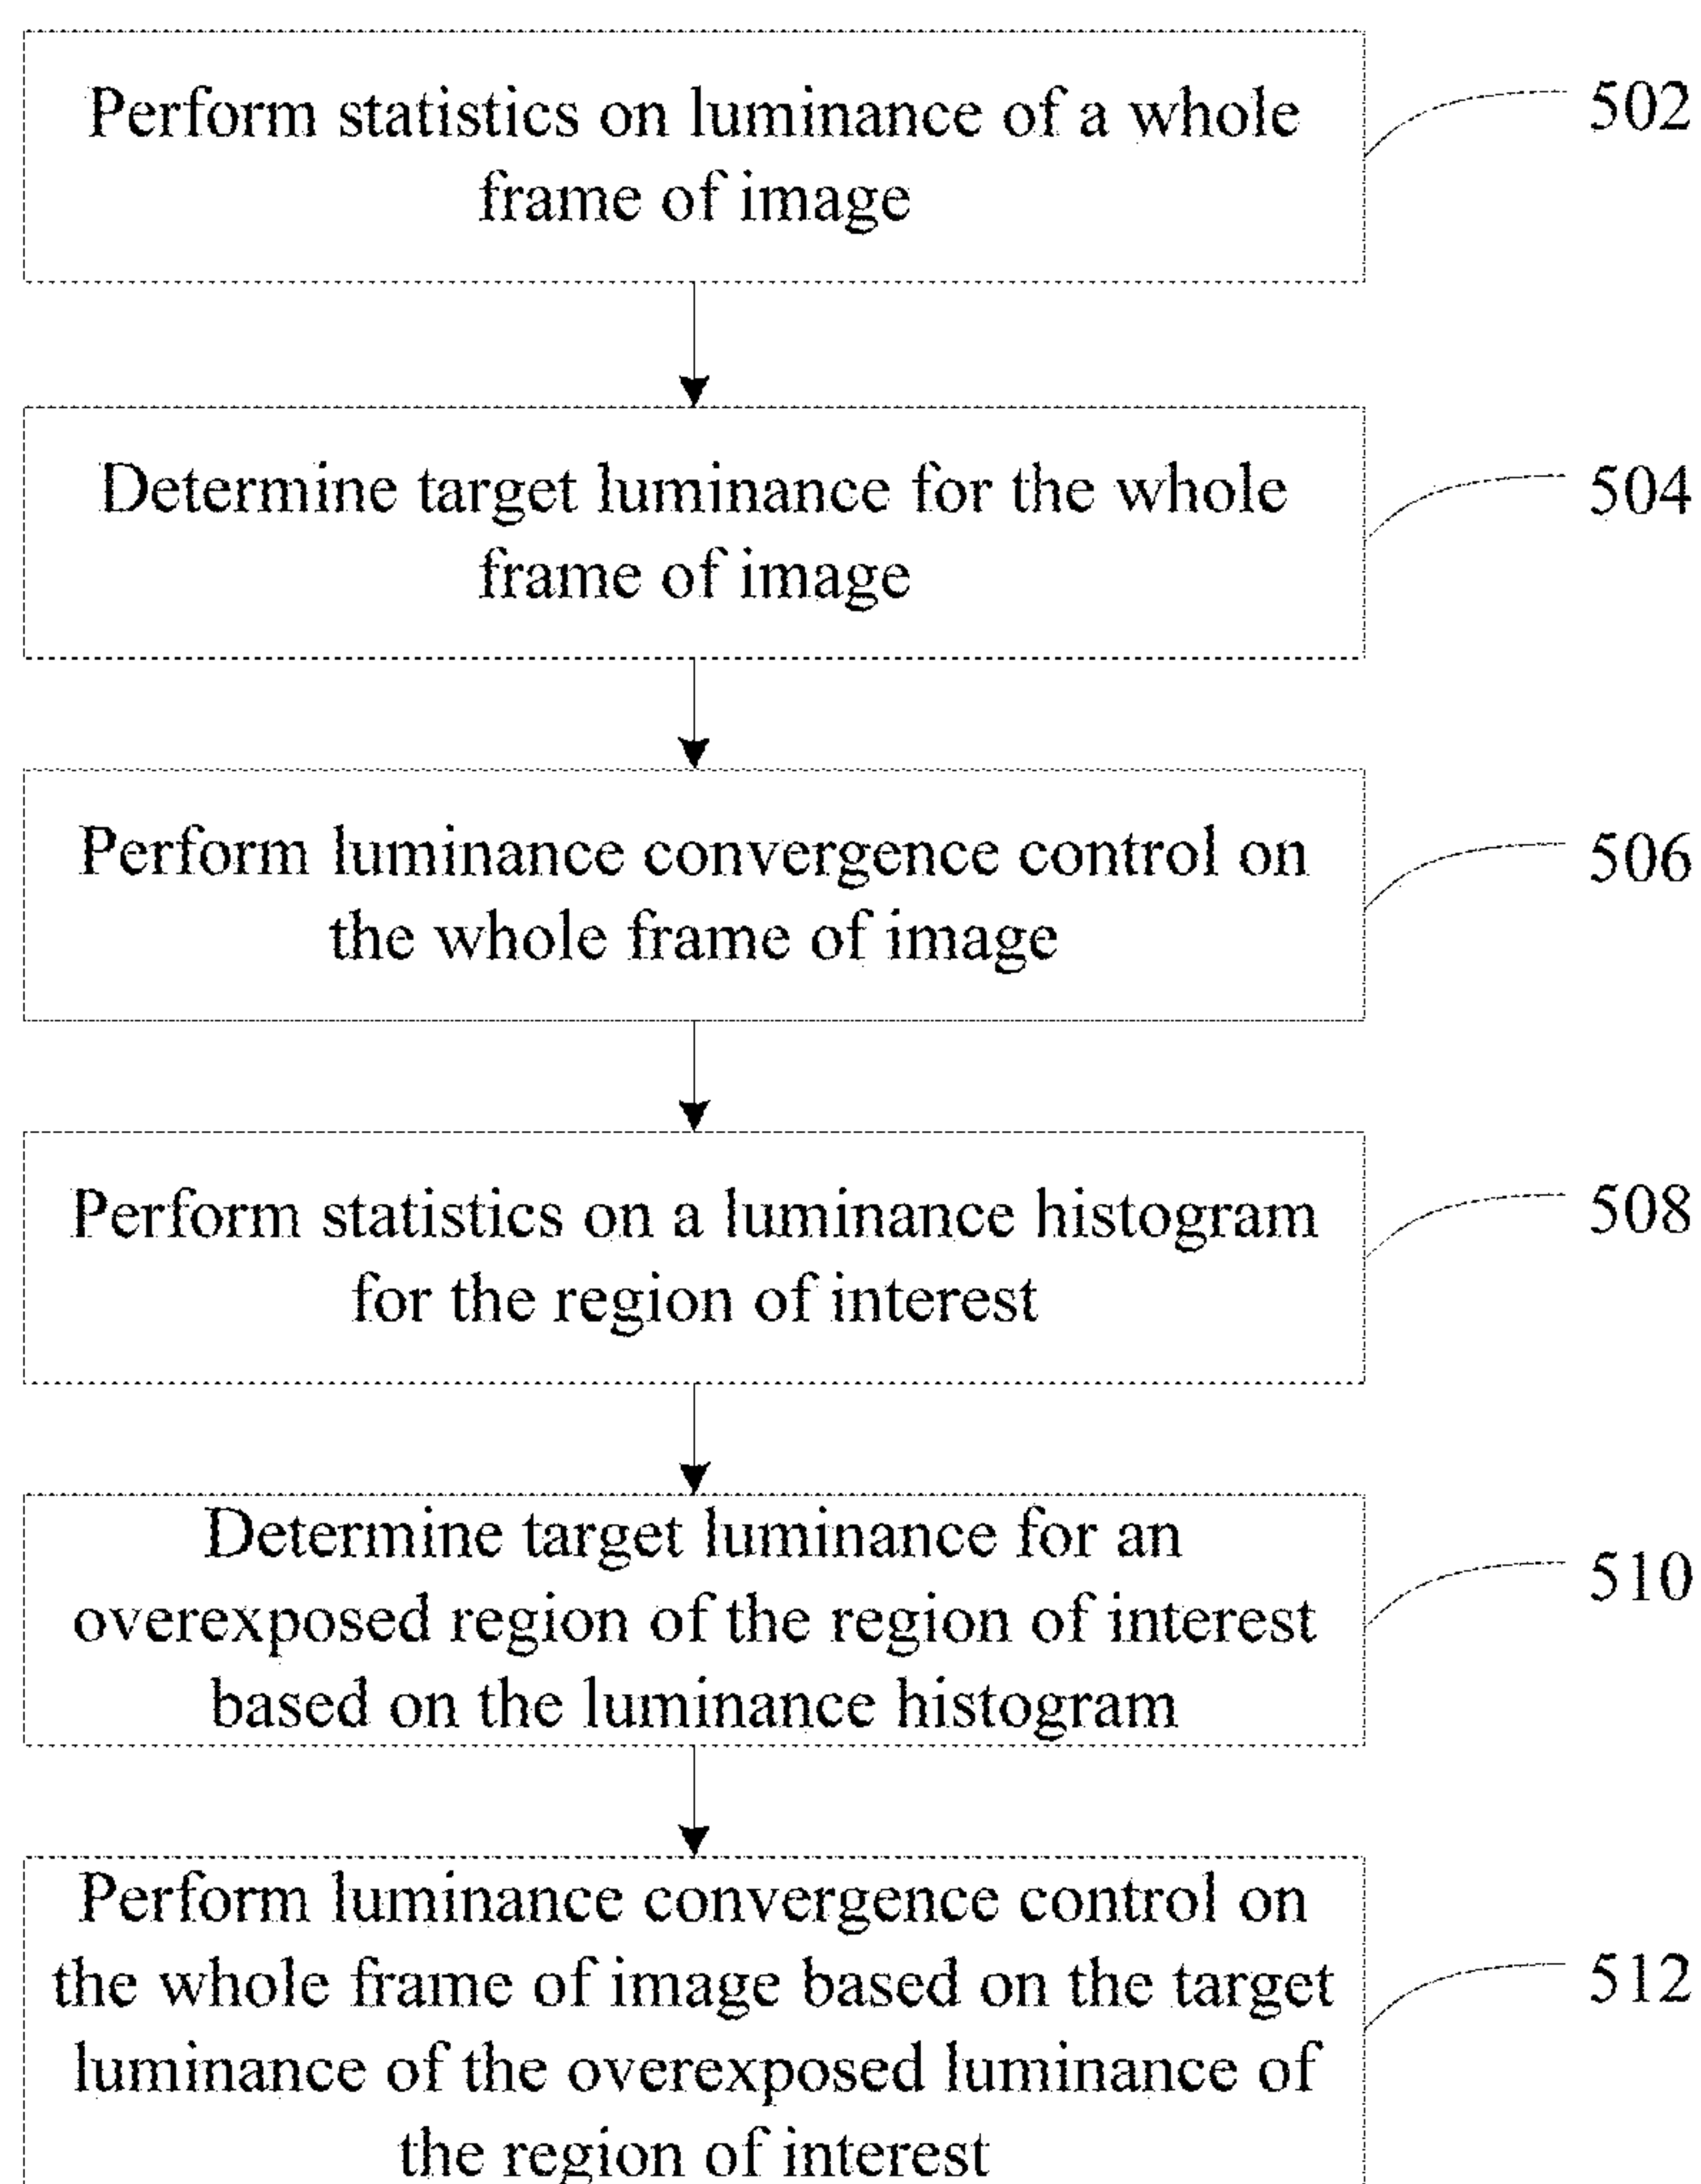 Perform statistics on luminance of a whole
frame of image
502
Determine target luminance for the whole
frame of image
504
Perform luminance convergence control on
the whole frame of image
506
Perform statistics on a luminance histogram
for the region of interest
508
Determine target luminance for an
overexposed region of the region of interest
based on the luminance histogram
510
Perform luminance convergence control on
the whole frame of image based on the target
luminance of the overexposed luminance of
the region of interest
512